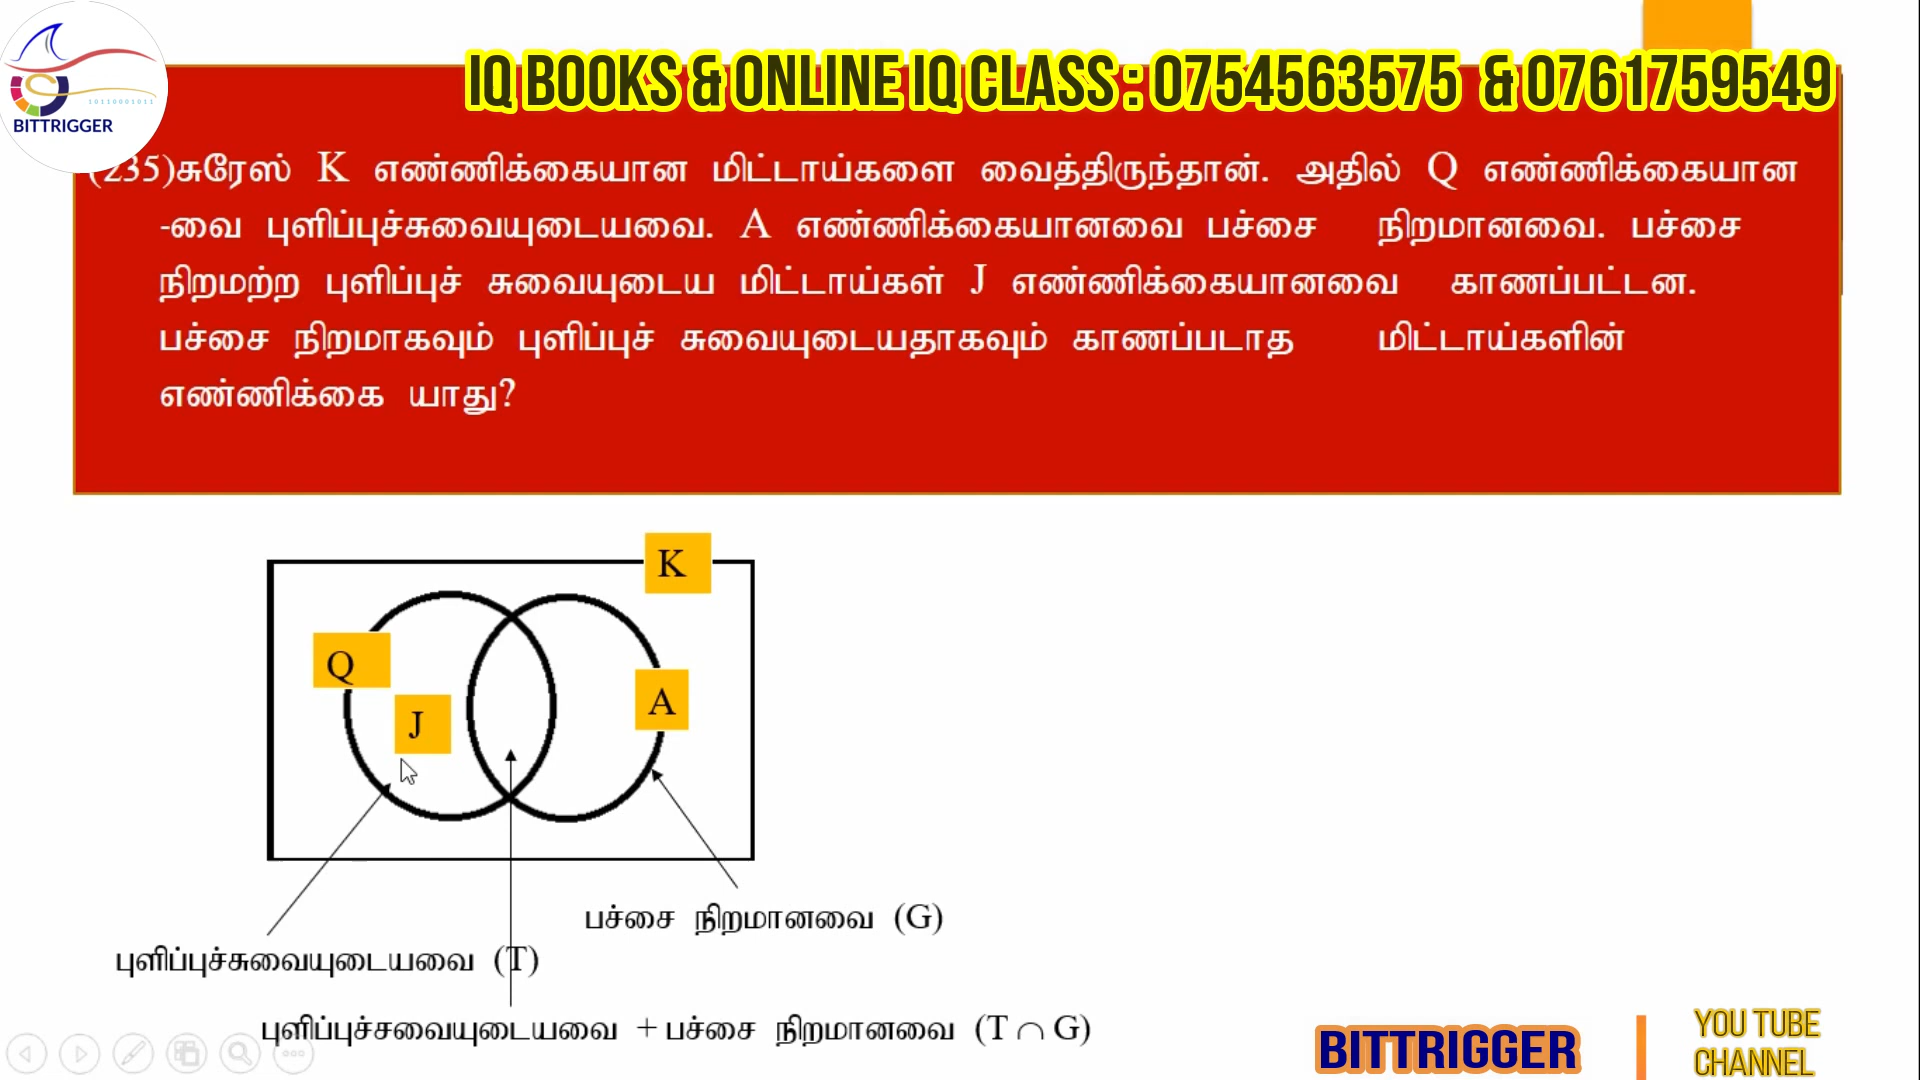 IQ BOOKS & ONLINE IQ CLASS : 0754563575 & 0761759549
10110001011
BITTRIGGER
(235)சுரேஸ் K எண்ணிக்கையான மிட்டாய்களை வைத்திருந்தான். அதில் Q எண்ணிக்கையான
-வை புளிப்புச்சுவையுடையவை. A எண்ணிக்கையானவை பச்சை நிறமானவை. பச்சை
நிறமற்ற புளிப்புச் சுவையுடைய மிட்டாய்கள் J எண்ணிக்கையானவை காணப்பட்டன.
பச்சை நிறமாகவும் புளிப்புச் சுவையுடையதாகவும் காணப்படாத மிட்டாய்களின்
எண்ணிக்கை யாது?
K
Q
J
A
பச்சை நிறமானவை (G)
புளிப்புச்சுவையுடையவை (T)
புளிப்புச்சவையுடையவை + பச்சை நிறமானவை (T ∩ G)
BITTRIGGER
YOU TUBE
CHANNEL